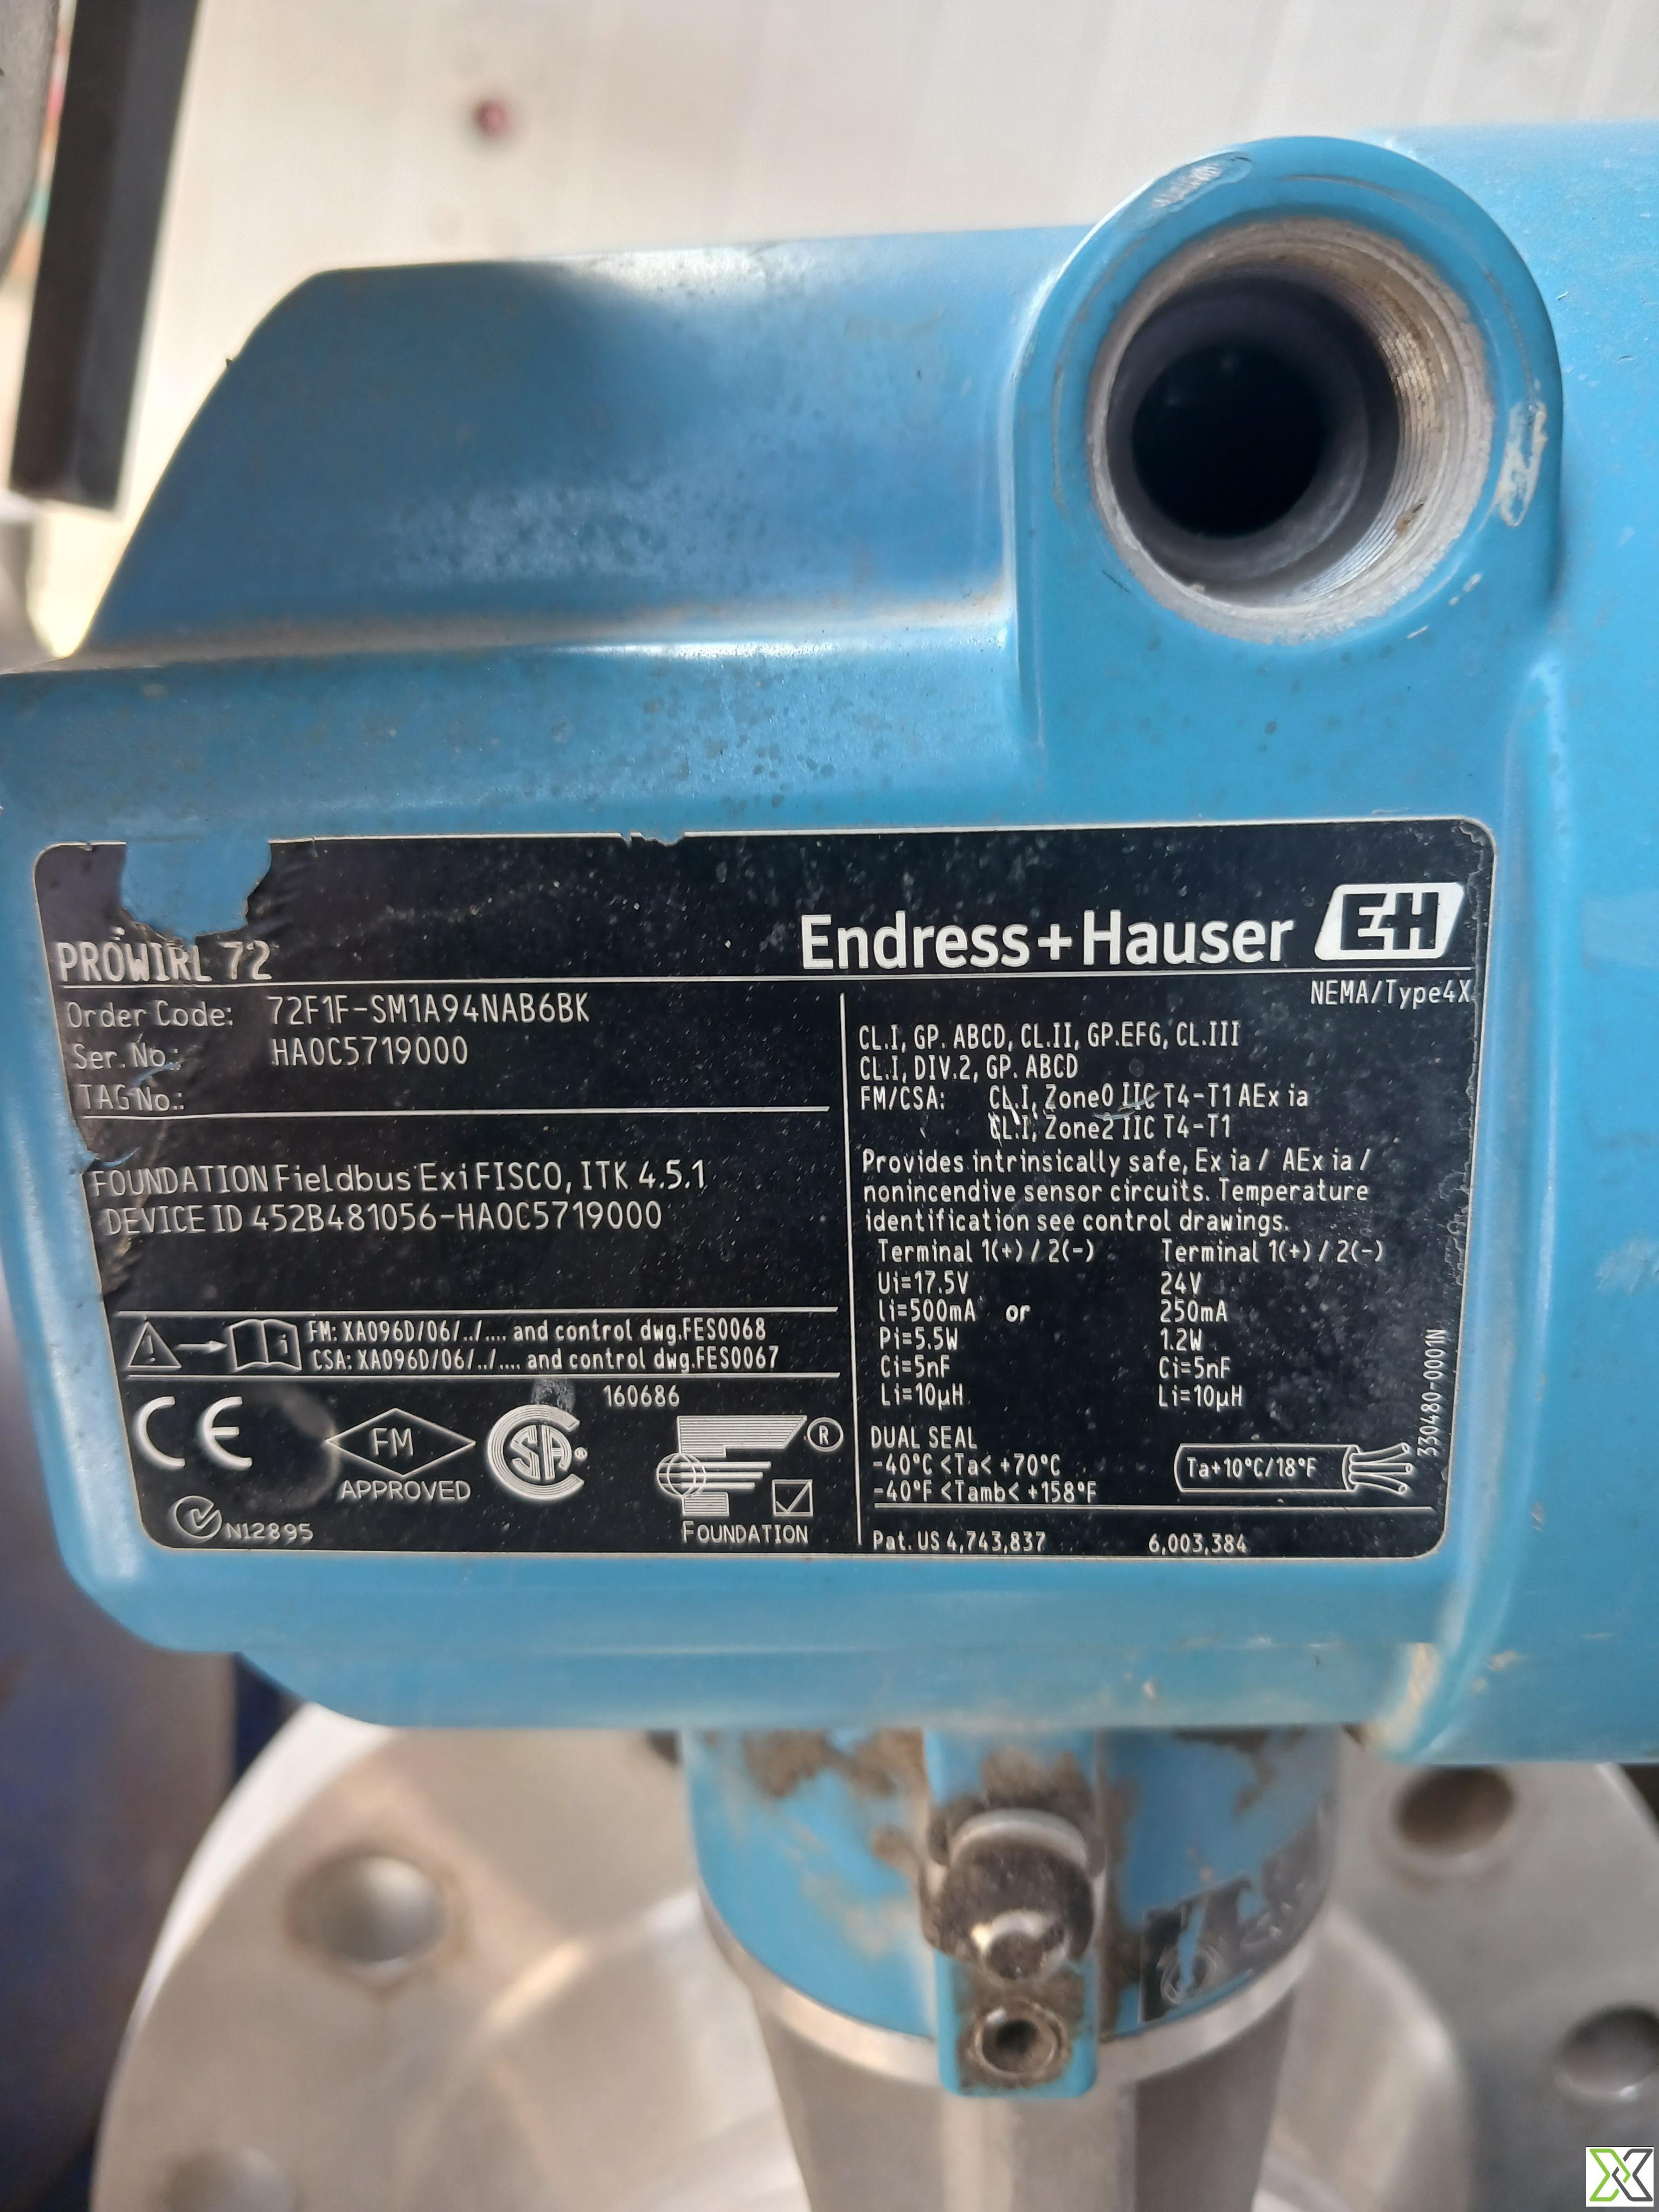 PROWIRL 72
Endress+Hauser EH
NEMA/Type4X
Order Code: 72F1F-SM1A94NAB6BK
Ser.No.: HA0C5719000
TAG No.:
FOUNDATION Fieldbus Exi FISCO, ITK 4.5.1
DEVICE ID 452B481056-HA0C5719000
FM: XA096D/06/../.... and control dwg.FES0068
CSA: XA096D/06/../.... and control dwg.FES0067
160686
CE
FM
APPROVED
SA®
®
N12895
FOUNDATION
CL.I, GP. ABCD, CL.II, GP.EFG, CL.III
CL.I, DIV.2, GP. ABCD
FM/CSA: CL.I, Zone0 IIC T4-T1 AEx ia
CL.I, Zone2 IIC T4-T1
Provides intrinsically safe, Ex ia / AEx ia /
nonincendive sensor circuits. Temperature
identification see control drawings.
Terminal 1(+) / 2(-) Terminal 1(+) / 2(-)
Ui=17.5V 24V
Ii=500mA or 250mA
Pi=5.5W 1.2W
Ci=5nF Ci=5nF
Li=10µH Li=10µH
DUAL SEAL
-40°C <Ta< +70°C
-40°F <Tamb< +158°F
Ta+10°C/18°F
330480-0001N
Pat. US 4,743,837 6,003,384